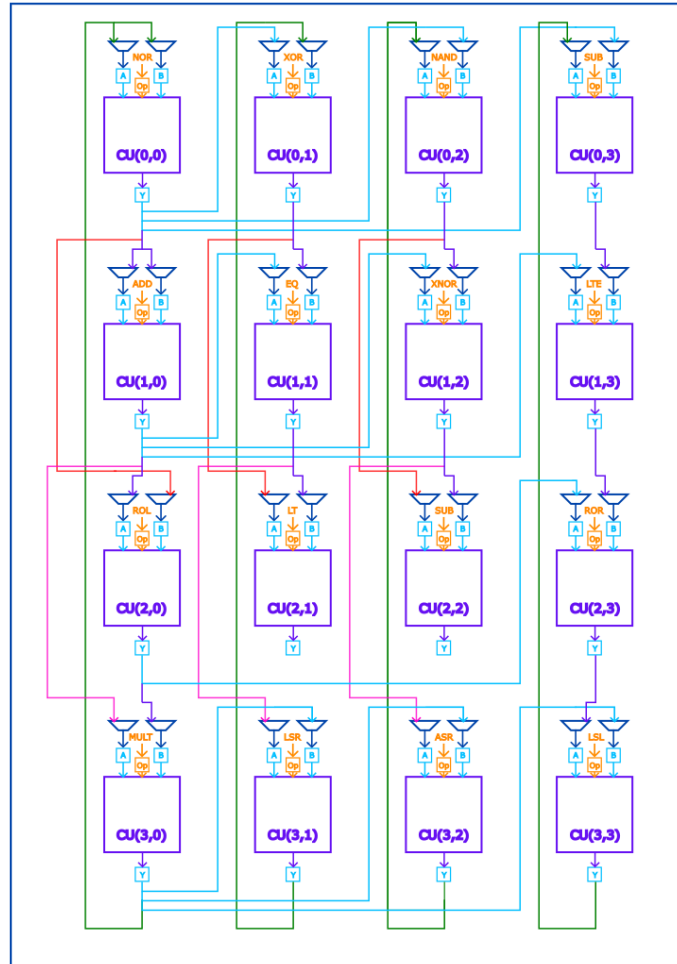 NOR XOR NAND SUB
A Op B A Op B A Op B A Op B
CU(0,0) CU(0,1) CU(0,2) CU(0,3)
Y Y Y Y
ADD EQ XNOR LTE
A Op B A Op B A Op B A Op B
CU(1,0) CU(1,1) CU(1,2) CU(1,3)
Y Y Y Y
ROL LT SUB ROR
A Op B A Op B A Op B A Op B
CU(2,0) CU(2,1) CU(2,2) CU(2,3)
Y Y Y Y
MULT LSR ASR LSL
A Op B A Op B A Op B A Op B
CU(3,0) CU(3,1) CU(3,2) CU(3,3)
Y Y Y Y